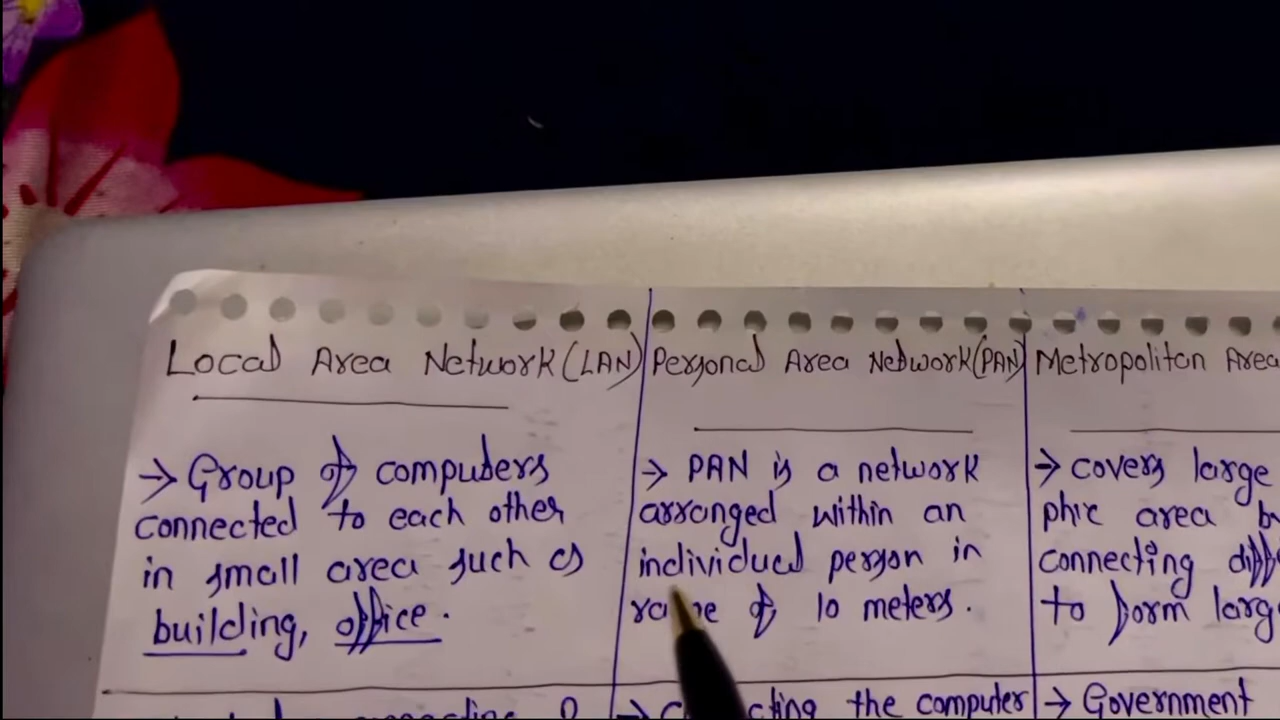 Local Area Network (LAN)
→ Group of computers
connected to each other
in small area such as
building, office.
Personal Area Network (PAN)
→ PAN is a network
arranged within an
individual person in
of 10 meters.
→ the computer
Metropolitan Area
→ covers large
phic area
connecting
to form
→ Government